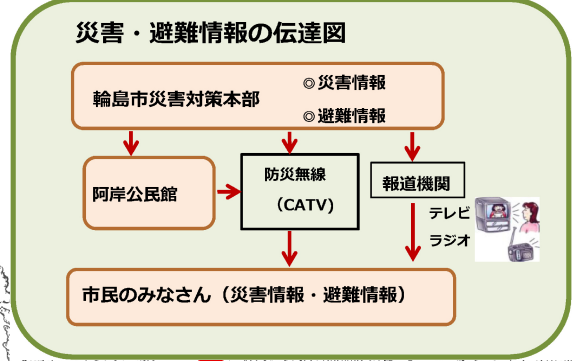 災害・避難情報の伝達図
輪島市災害対策本部
◎災害情報
◎避難情報
阿岸公民館
防災無線
（CATV)
報道機関
テレビ
ラジオ
市民のみなさん（災害情報・避難情報）